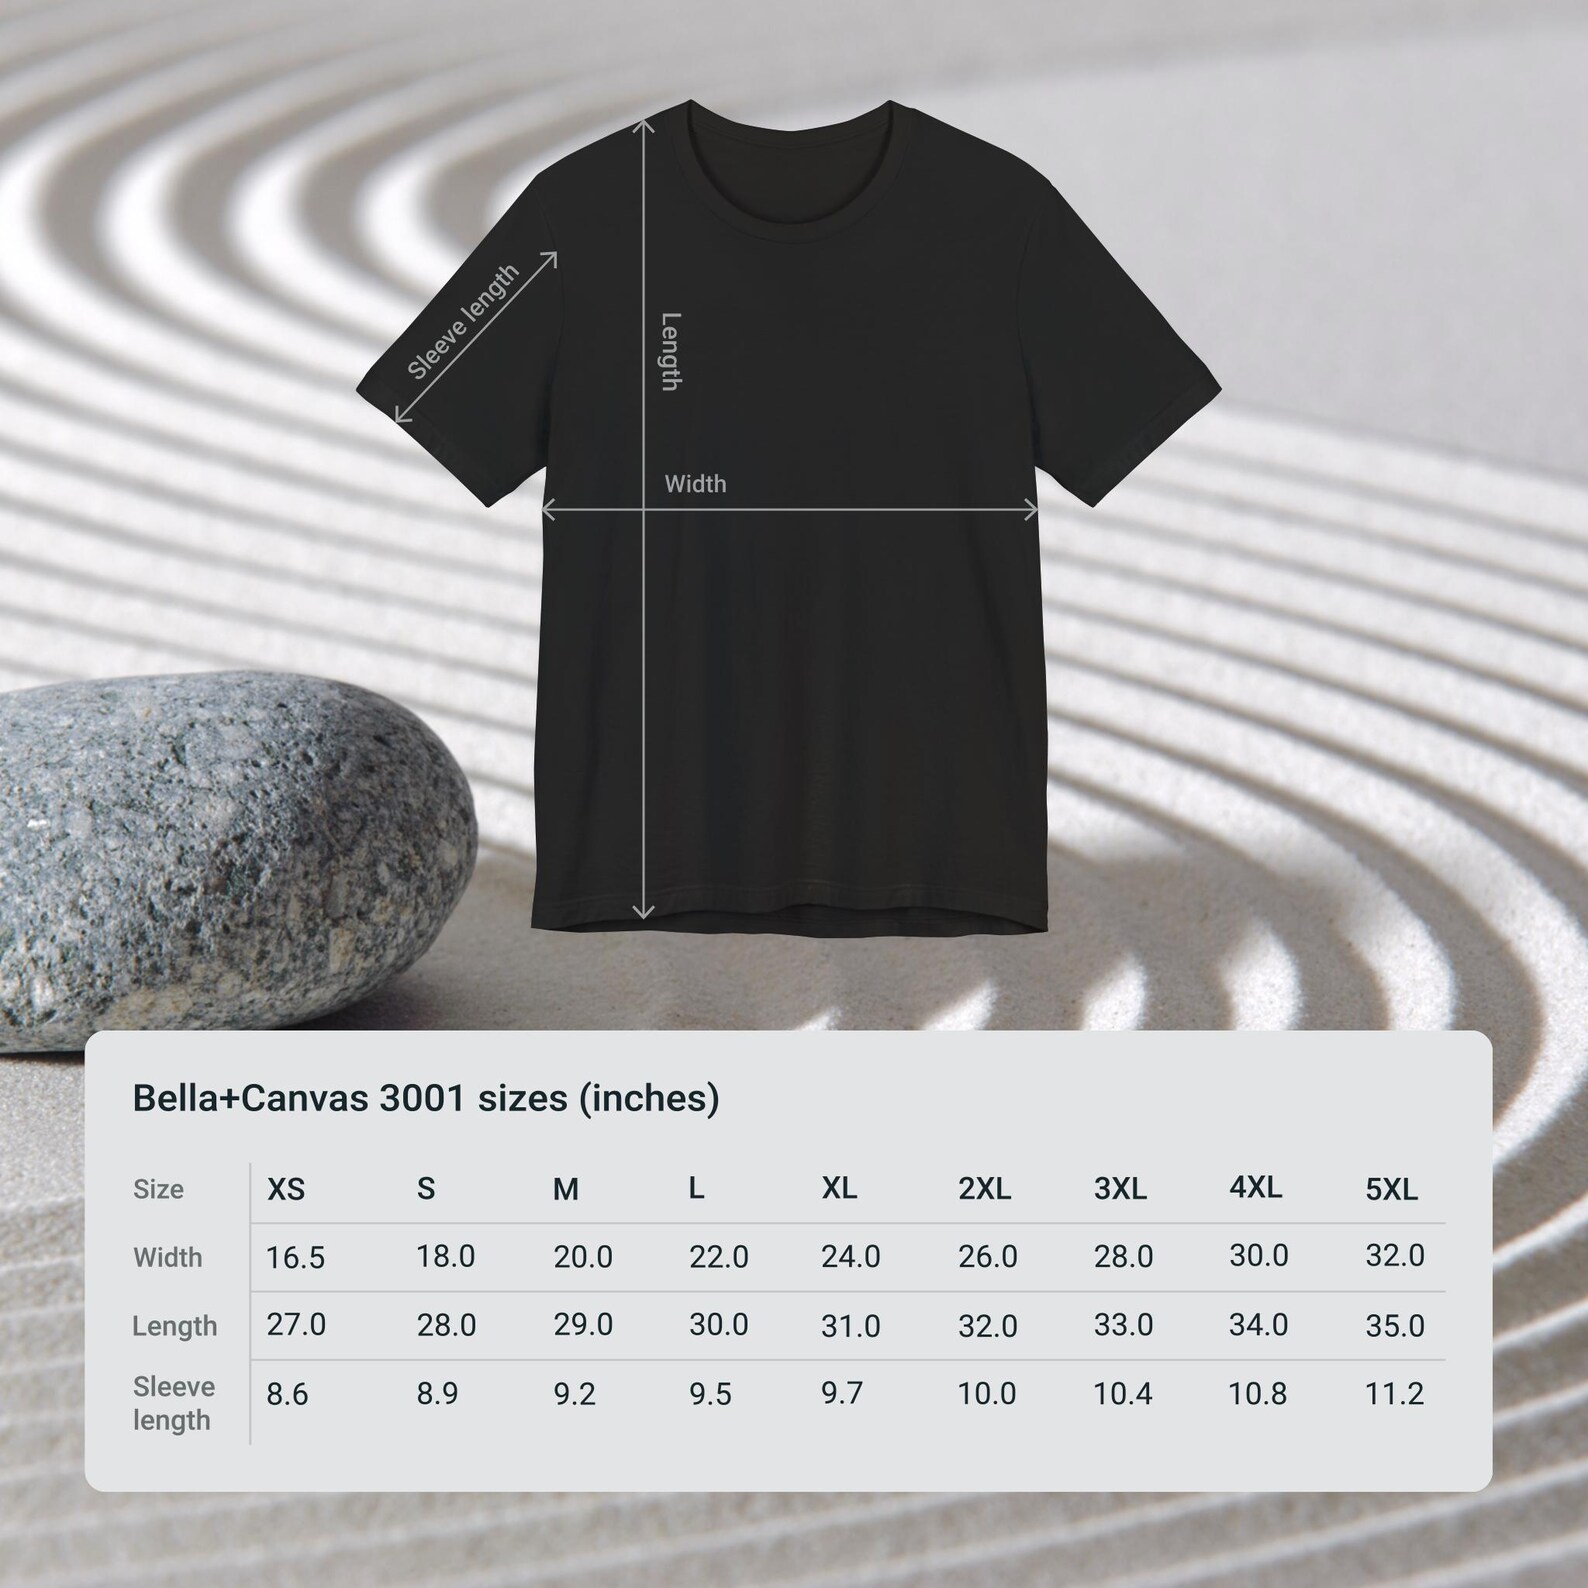 Sleeve length
Length
Width
Bella+Canvas 3001 sizes (inches)
Size XS S M L XL 2XL 3XL 4XL 5XL
Width 16.5 18.0 20.0 22.0 24.0 26.0 28.0 30.0 32.0
Length 27.0 28.0 29.0 30.0 31.0 32.0 33.0 34.0 35.0
Sleeve length 8.6 8.9 9.2 9.5 9.7 10.0 10.4 10.8 11.2